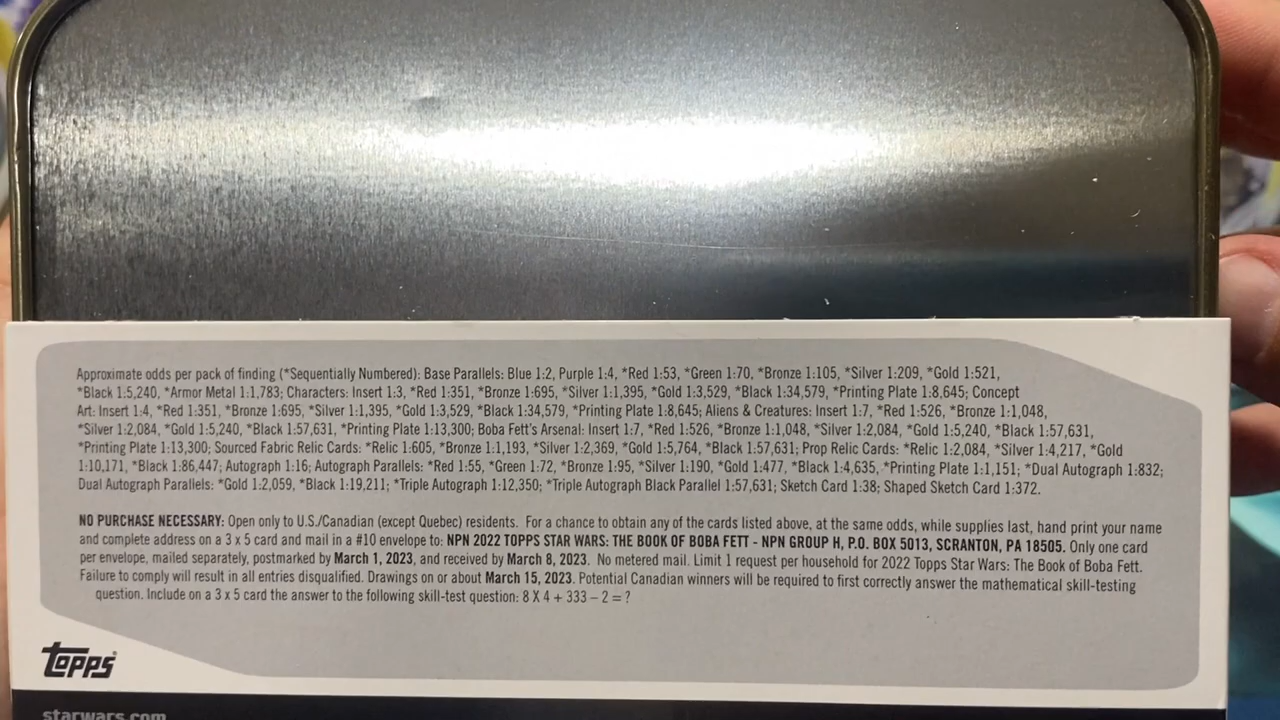 Approximate odds per pack of finding (*Sequentially Numbered): Base Parallels: Blue 1:2, Purple 1:4, *Red 1:53, *Green 1:70, *Bronze 1:105, *Silver 1:209, *Gold 1:521,
*Black 1:5,240, *Armor Metal 1:1,783; Characters: Insert 1:3, *Red 1:351, *Bronze 1:695, *Silver 1:1,395, *Gold 1:3,529, *Black 1:34,579, *Printing Plate 1:8,645; Concept
Art: Insert 1:4, *Red 1:351, *Bronze 1:695, *Silver 1:1,395, *Gold 1:3,529, *Black 1:34,579, *Printing Plate 1:8,645; Aliens & Creatures: Insert 1:7, *Red 1:526, *Bronze 1:1,048,
*Silver 1:2,084, *Gold 1:5,240, *Black 1:57,631, *Printing Plate 1:13,300; Boba Fett's Arsenal: Insert 1:7, *Red 1:526, *Bronze 1:1,048, *Silver 1:2,084, *Gold 1:5,240, *Black 1:57,631,
*Printing Plate 1:13,300; Sourced Fabric Relic Cards: *Relic 1:605, *Bronze 1:1,193, *Silver 1:2,369, *Gold 1:5,764, *Black 1:57,631; Prop Relic Cards: *Relic 1:2,084, *Silver 1:4,217, *Gold
1:10,171, *Black 1:86,447; Autograph 1:16; Autograph Parallels: *Red 1:55, *Green 1:72, *Bronze 1:95, *Silver 1:190, *Gold 1:477, *Black 1:4,635, *Printing Plate 1:1,151; *Dual Autograph 1:832;
Dual Autograph Parallels: *Gold 1:2,059, *Black 1:19,211; *Triple Autograph 1:12,350; *Triple Autograph Black Parallel 1:57,631; Sketch Card 1:38; Shaped Sketch Card 1:372.
NO PURCHASE NECESSARY: Open only to U.S./Canadian (except Quebec) residents. For a chance to obtain any of the cards listed above, at the same odds, while supplies last, hand print your name
and complete address on a 3 x 5 card and mail in a #10 envelope to: NPN 2022 TOPPS STAR WARS: THE BOOK OF BOBA FETT - NPN GROUP H, P.O. BOX 5013, SCRANTON, PA 18505. Only one card
per envelope, mailed separately, postmarked by March 1, 2023, and received by March 8, 2023. No metered mail. Limit 1 request per household for 2022 Topps Star Wars: The Book of Boba Fett.
Failure to comply will result in all entries disqualified. Drawings on or about March 15, 2023. Potential Canadian winners will be required to first correctly answer the mathematical skill-testing
question. Include on a 3 x 5 card the answer to the following skill-test question: 8 X 4 + 333 – 2 = ?
topps
starwars.com